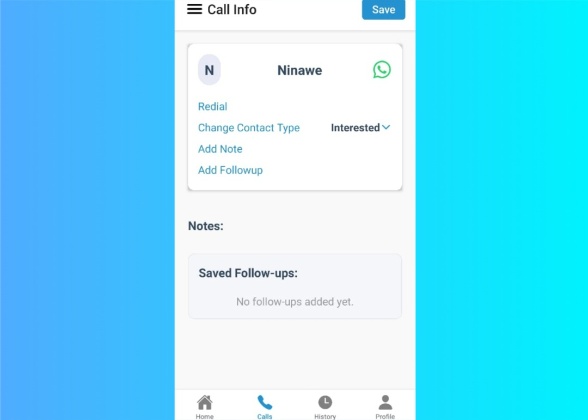 Call Info
Save
N
Ninawe
Redial
Change Contact Type
Interested
Add Note
Add Followup
Notes:
Saved Follow-ups:
No follow-ups added yet.
Home
Calls
History
Profile